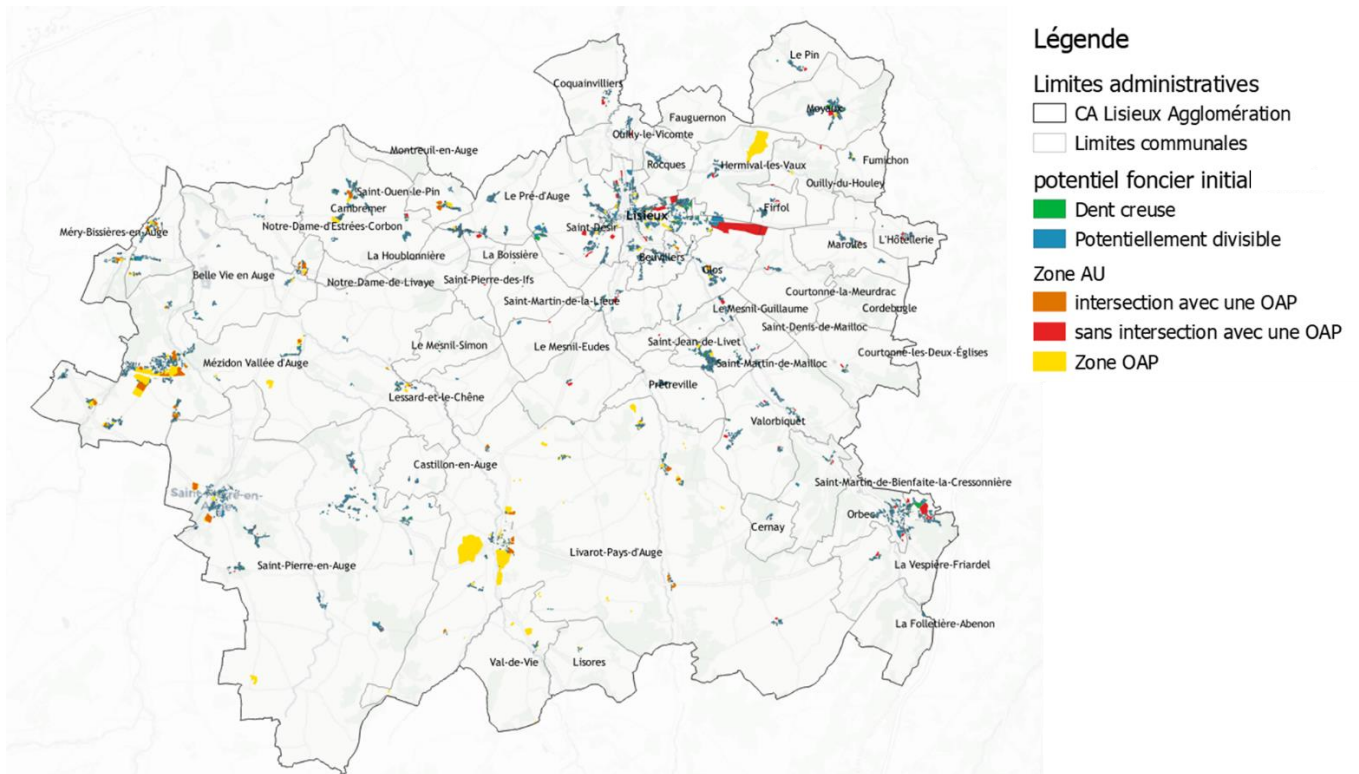 Légende
Limites administratives
CA Lisieux Agglomération
Limites communales
potentiel foncier initial
Dent creuse
Potentiellement divisible
Zone AU
intersection avec une OAP
sans intersection avec une OAP
Zone OAP
Le Pin
Coquainvilliers
Moyaux
Fauguernon
Ouilly-le-Vicomte
Montreuil-en-Auge
Rocques
Hermival-les-Vaux
Fumichon
Ouilly-du-Houley
Saint-Ouen-le-Pin
Le Pré-d'Auge
Cambremer
Firfol
Lisieux
Notre-Dame-d'Estrées-Corbon
Saint-Désir
Méry-Bissières-en-Auge
Marolles
L'Hôtellerie
La Houblonnière
La Boissière
Beuvillers
Glos
Belle Vie en Auge
Notre-Dame-de-Livaye
Saint-Pierre-des-Ifs
Courtonne-la-Meurdrac
Saint-Martin-de-la-Lieue
Le Mesnil-Guillaume
Cordebugle
Saint-Denis-de-Mailloc
Le Mesnil-Simon
Le Mesnil-Eudes
Saint-Jean-de-Livet
Courtonne-les-Deux-Églises
Mézidon Vallée d'Auge
Saint-Martin-de-Mailloc
Prêtreville
Lessard-et-le-Chêne
Valorbiquet
Castillon-en-Auge
Saint-Martin-de-Bienfaite-la-Cressonnière
Saint-Pierre-en-
Auge
Orbec
Cernay
Livarot-Pays-d'Auge
Saint-Pierre-en-Auge
La Vespière-Friardel
La Folletière-Abenon
Val-de-Vie
Lisores